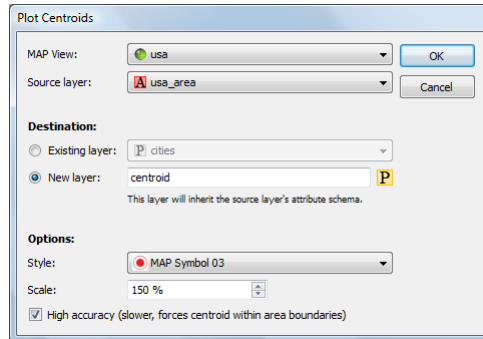 Plot Centroids
MAP View: usa OK
Source layer: A usa_area Cancel
Destination:
Existing layer: P cities
New layer: centroid P
This layer will inherit the source layer's attribute schema.
Options:
Style: MAP Symbol 03
Scale: 150 %
High accuracy (slower, forces centroid within area boundaries)